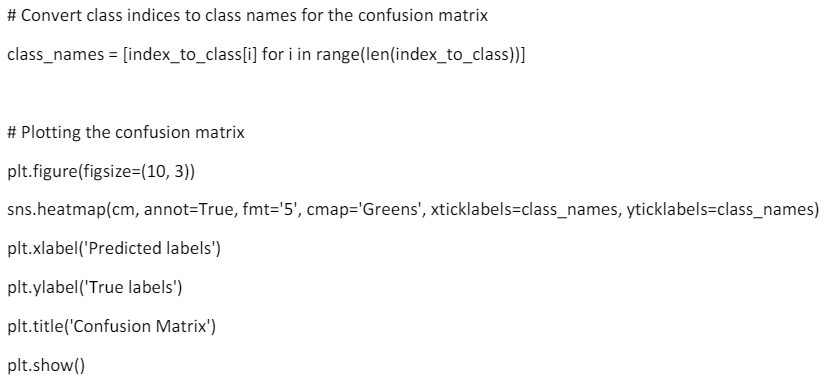 # Convert class indices to class names for the confusion matrix
class_names = [index_to_class[i] for i in range(len(index_to_class))]
# Plotting the confusion matrix
plt.figure(figsize=(10, 3))
sns.heatmap(cm, annot=True, fmt='5', cmap='Greens', xticklabels=class_names, yticklabels=class_names)
plt.xlabel('Predicted labels')
plt.ylabel('True labels')
plt.title('Confusion Matrix')
plt.show()